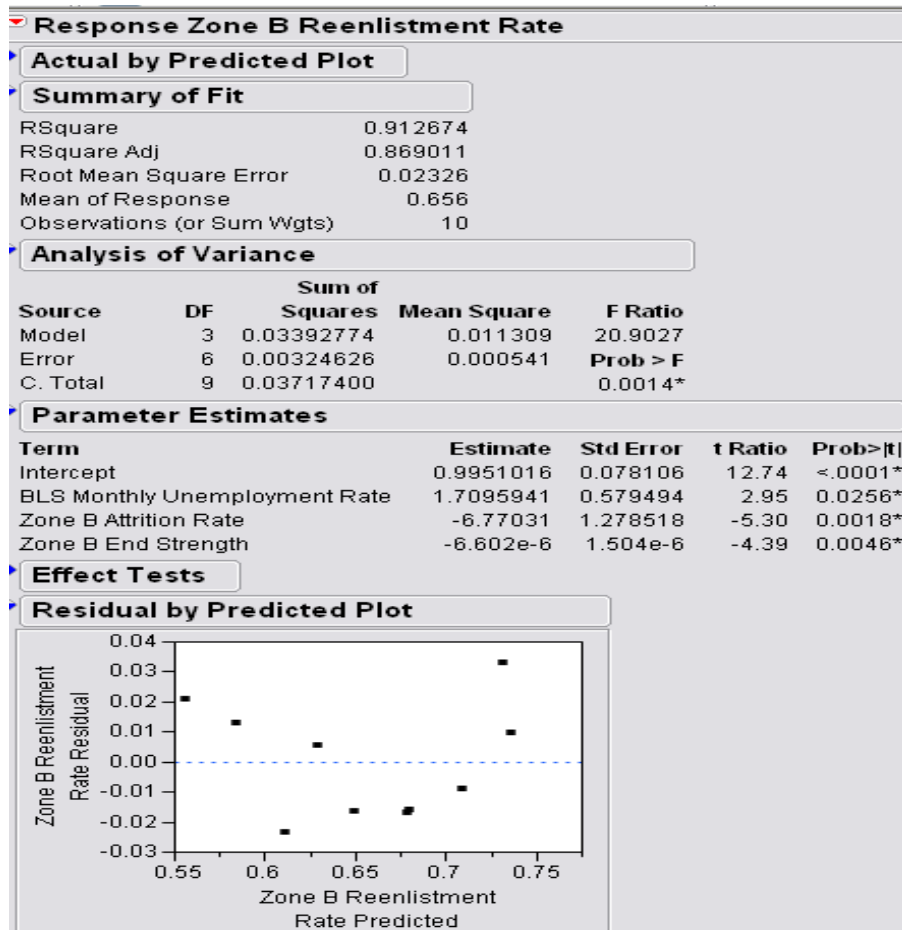 Response Zone B Reenlistment Rate
Actual by Predicted Plot
Summary of Fit
RSquare 0.912674
RSquare Adj 0.869011
Root Mean Square Error 0.02326
Mean of Response 0.656
Observations (or Sum Wgts) 10
Analysis of Variance
Sum of
Source DF Squares Mean Square F Ratio
Model 3 0.03392774 0.011309 20.9027
Error 6 0.00324626 0.000541 Prob > F
C. Total 9 0.03717400 0.0014*
Parameter Estimates
Term Estimate Std Error t Ratio Prob>|t|
Intercept 0.9951016 0.078106 12.74 <.0001*
BLS Monthly Unemployment Rate 1.7095941 0.579494 2.95 0.0256*
Zone B Attrition Rate -6.77031 1.278518 -5.30 0.0018*
Zone B End Strength -6.602e-6 1.504e-6 -4.39 0.0046*
Effect Tests
Residual by Predicted Plot
Zone B Reenlistment
Rate Residual
0.04
0.03
0.02
0.01
0.00
-0.01
-0.02
-0.03
0.55 0.6 0.65 0.7 0.75
Zone B Reenlistment
Rate Predicted